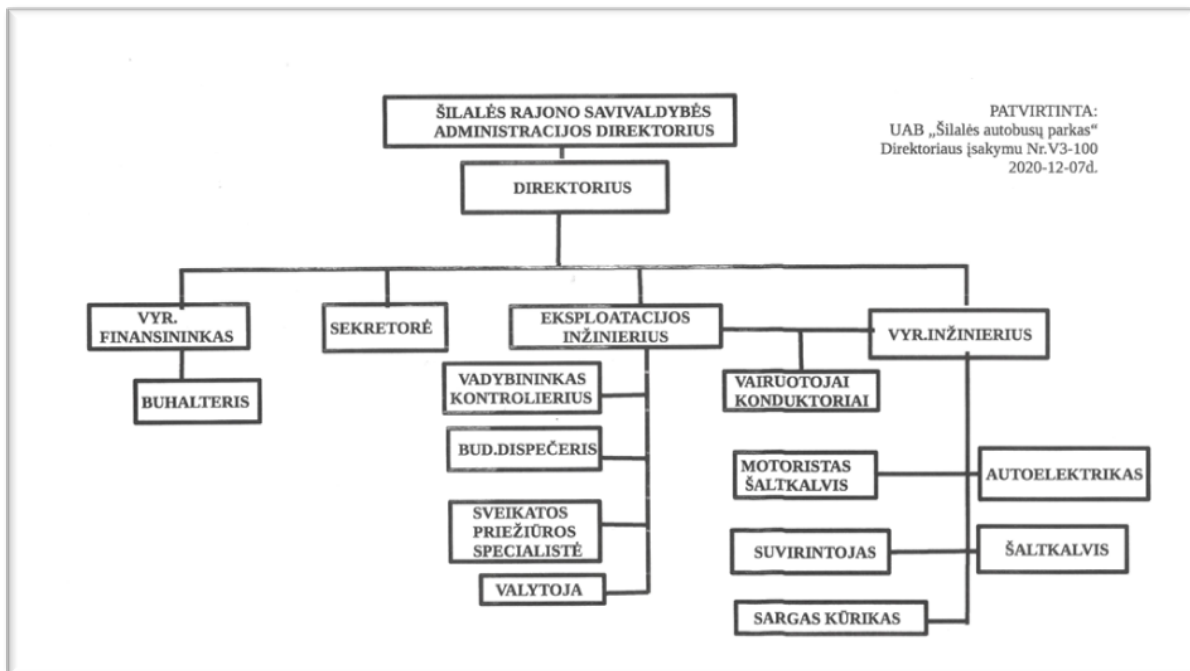 ŠILALĖS RAJONO SAVIVALDYBĖS
ADMINISTRACIJOS DIREKTORIUS
PATVIRTINTA:
UAB „Šilalės autobusų parkas“
Direktoriaus įsakymu Nr.V3-100
2020-12-07d.
DIREKTORIUS
VYR.
FINANSININKAS
SEKRETORĖ
EKSPLOATACIJOS
INŽINIERIUS
VYR.INŽINIERIUS
BUHALTERIS
VADYBININKAS
KONTROLIERIUS
VAIRUOTOJAI
KONDUKTORIAI
BUD.DISPEČERIS
MOTORISTAS
ŠALTKALVIS
AUTOELEKTRIKAS
SVEIKATOS
PRIEŽIŪROS
SPECIALISTĖ
SUVIRINTOJAS
ŠALTKALVIS
VALYTOJA
SARGAS KŪRIKAS